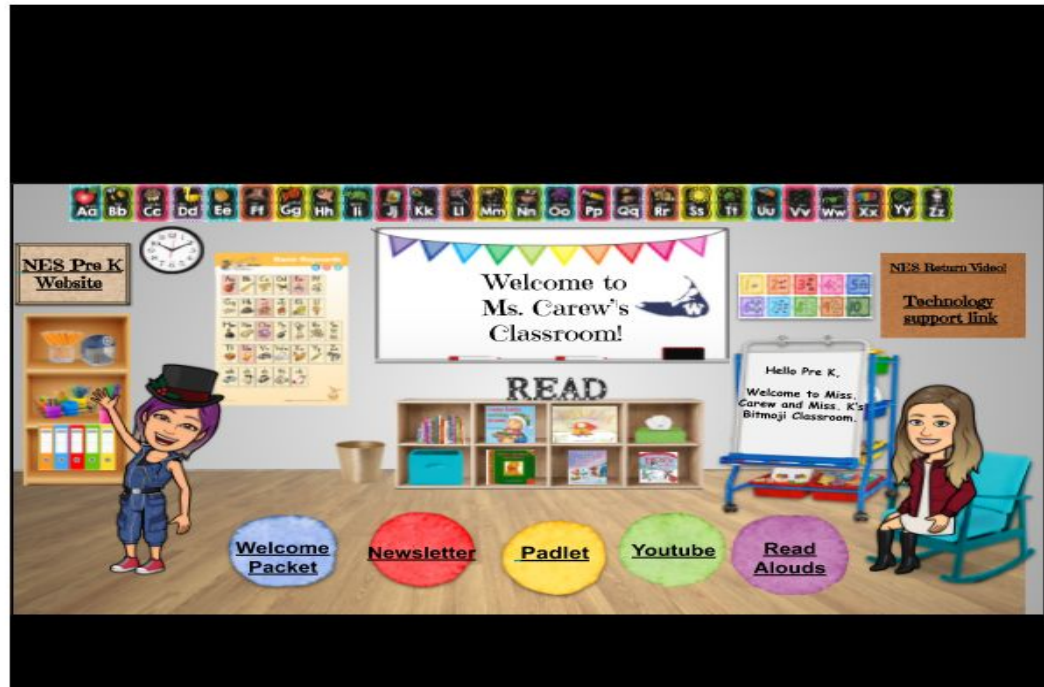 Aa Bb Cc Dd Ee Ff Gg Hh Ii Jj Kk Ll Mm Nn Oo Pp Qq Rr Ss Tt Uu Vv Ww Xx Yy Zz
NES Pre K
Website
Welcome to
Ms. Carew's
Classroom!
W
NES Return Video!
Technology
support link
READ
Hello Pre K,
Welcome to Miss.
Carew and Miss. K's
Bitmoji Classroom.
Welcome
Packet
Newsletter
Padlet
Youtube
Read
Alouds